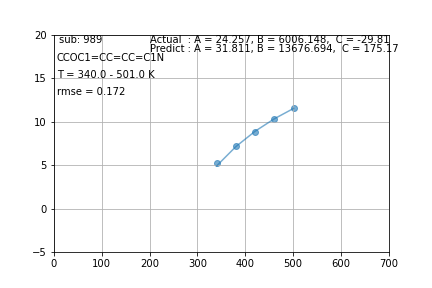 sub: 989
Actual : A = 24.257, B = 6006.148, C = -29.81
Predict : A = 31.811, B = 13676.694, C = 175.17
CCOC1=CC=CC=C1N
T = 340.0 - 501.0 K
rmse = 0.172
20
15
10
5
0
−5
0 100 200 300 400 500 600 700